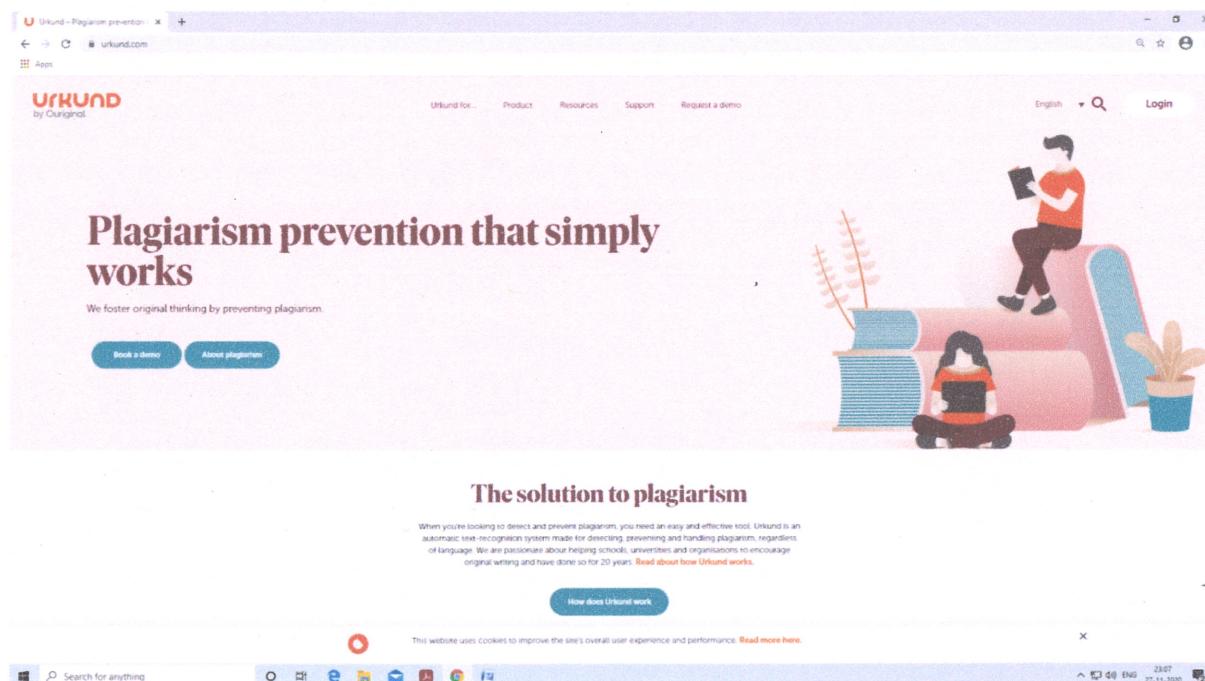 Urkund - Plagiarism prevention
urkund.com
Apps
URKUND
by Ouriginal
Urkund for... Product Resources Support Request a demo
English Login
Plagiarism prevention that simply
works
We foster original thinking by preventing plagiarism.
Book a demo About plagiarism
The solution to plagiarism
When you're looking to detect and prevent plagiarism, you need an easy and effective tool. Urkund is an
automatic text-recognition system made for detecting, preventing and handling plagiarism, regardless
of language. We are passionate about helping schools, universities and organisations to encourage
original writing and have done so for 20 years. Read about how Urkund works.
How does Urkund work
This website uses cookies to improve the site's overall user experience and performance. Read more here.
Search for anything
ENG 23:07
27-11-2020